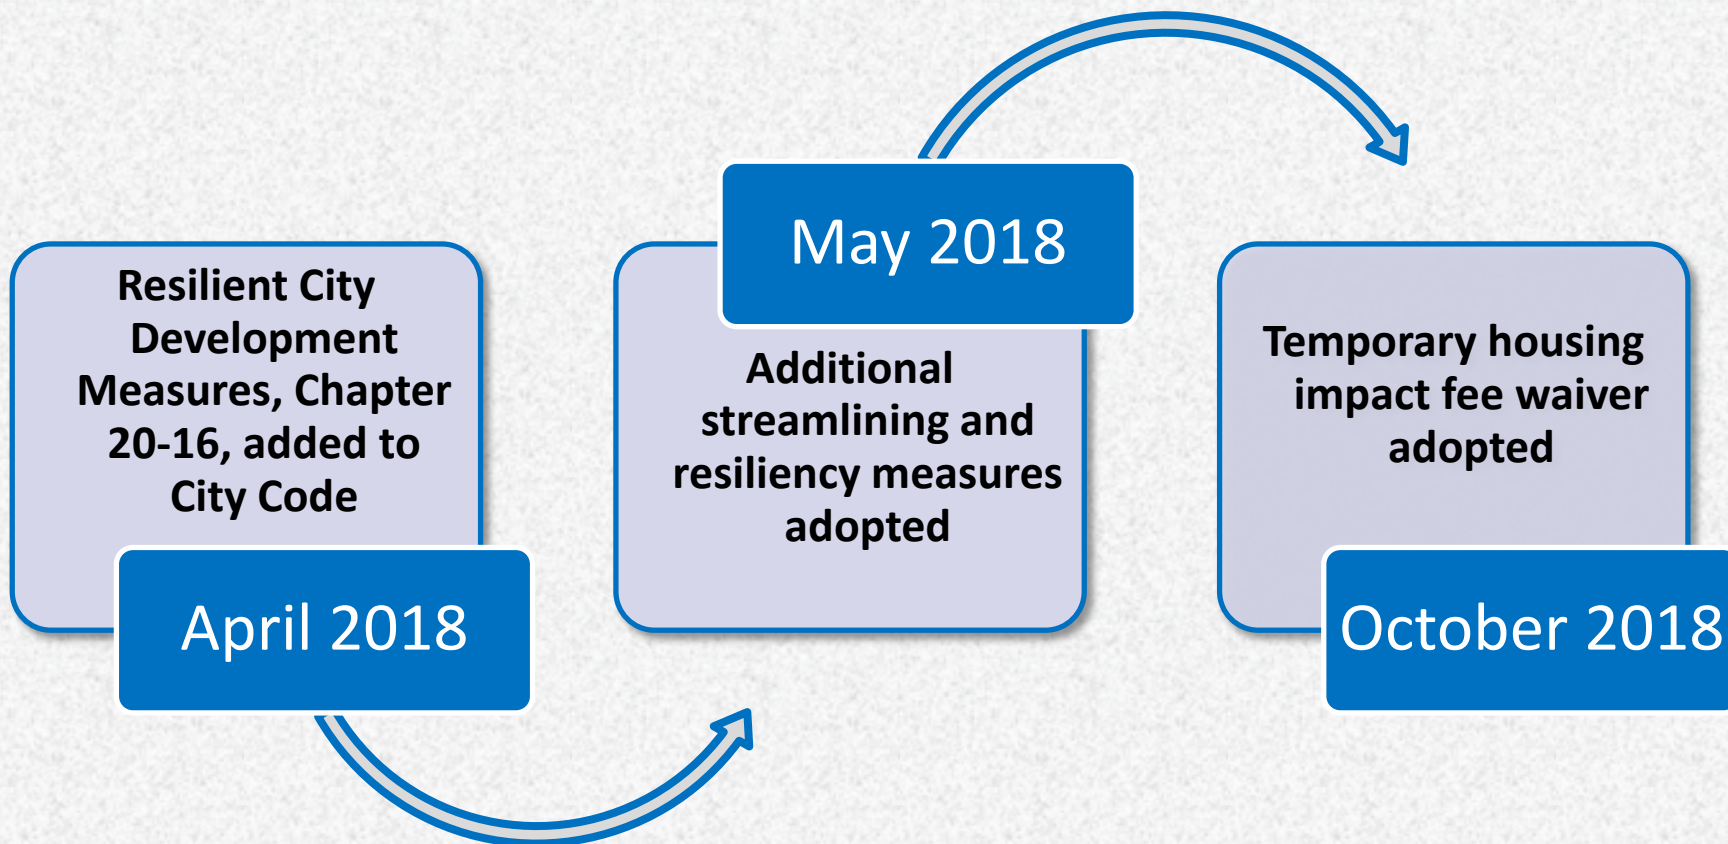 Resilient City
Development
Measures, Chapter
20-16, added to
City Code
April 2018
May 2018
Additional
streamlining and
resiliency measures
adopted
Temporary housing
impact fee waiver
adopted
October 2018